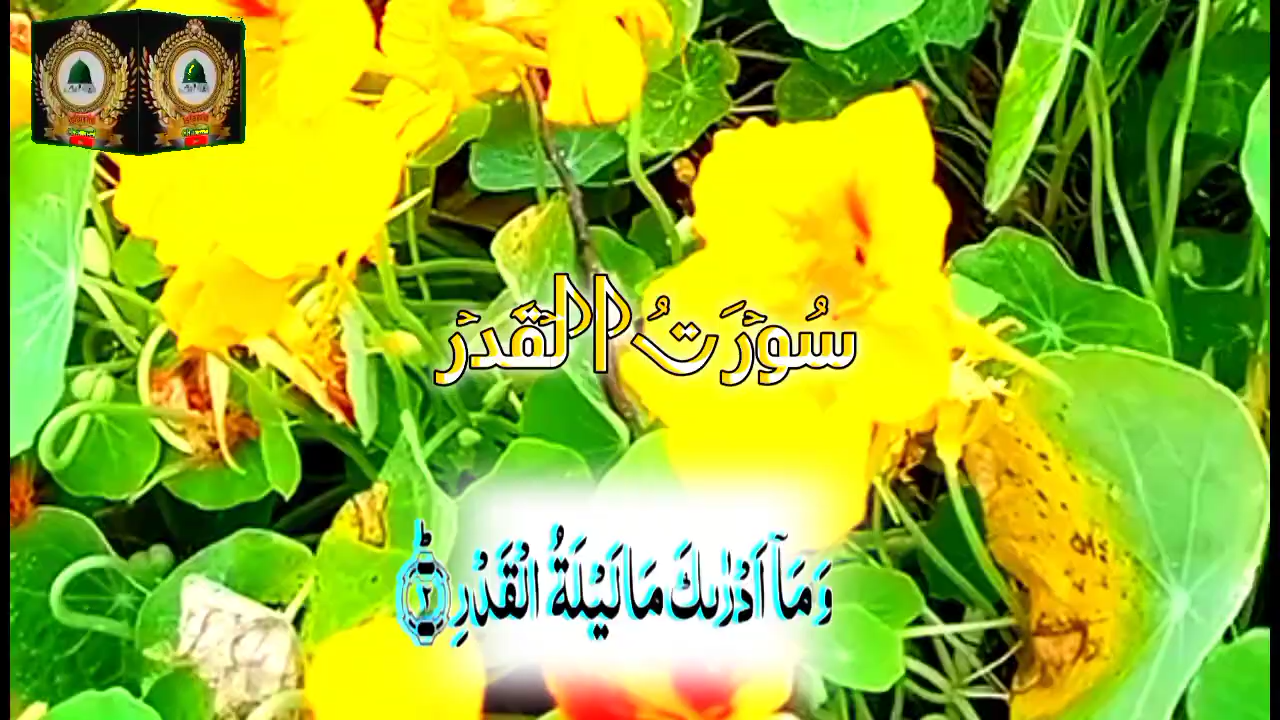 سُوْرَتُ الْقَدْرْ
وَمَاۤ اَدْرٰىكَ مَا لَيْلَةُ الْقَدْرِؕ ۝۲